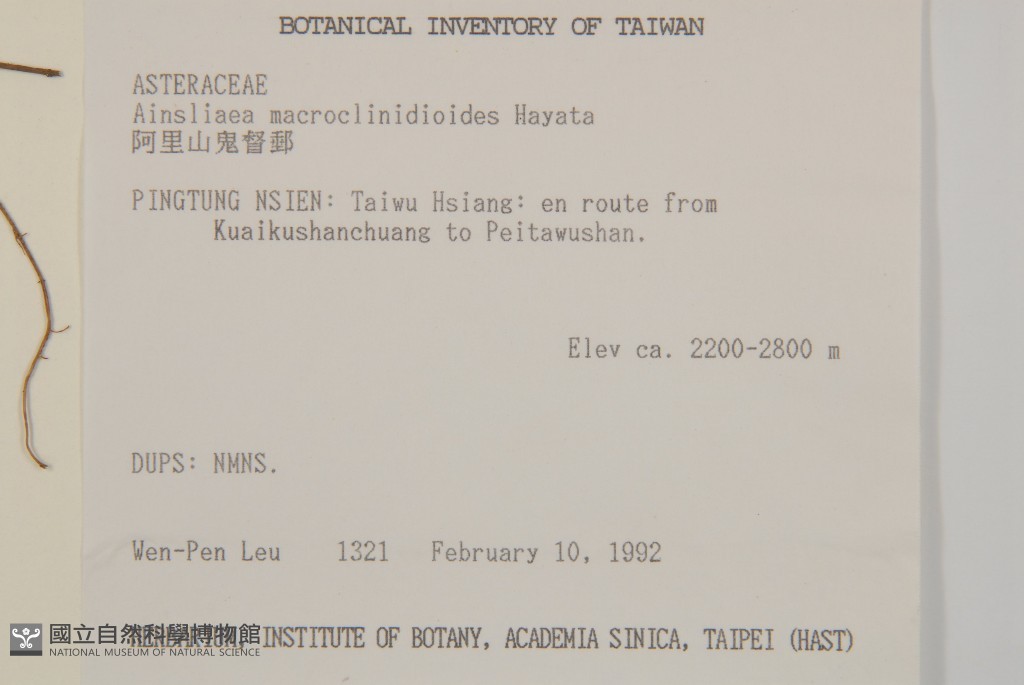 BOTANICAL INVENTORY OF TAIWAN
ASTERACEAE
Ainsliaea macroclinidioides Hayata
阿里山鬼督郵
PINGTUNG NSIEN: Taiwu Hsiang: en route from
Kuaikushanchuang to Peitawushan.
Elev ca. 2200-2800 m
DUPS: NMNS.
Wen-Pen Leu 1321 February 10, 1992
HERBARIUM, INSTITUTE OF BOTANY, ACADEMIA SINICA, TAIPEI (HAST)
國立自然科學博物館
NATIONAL MUSEUM OF NATURAL SCIENCE